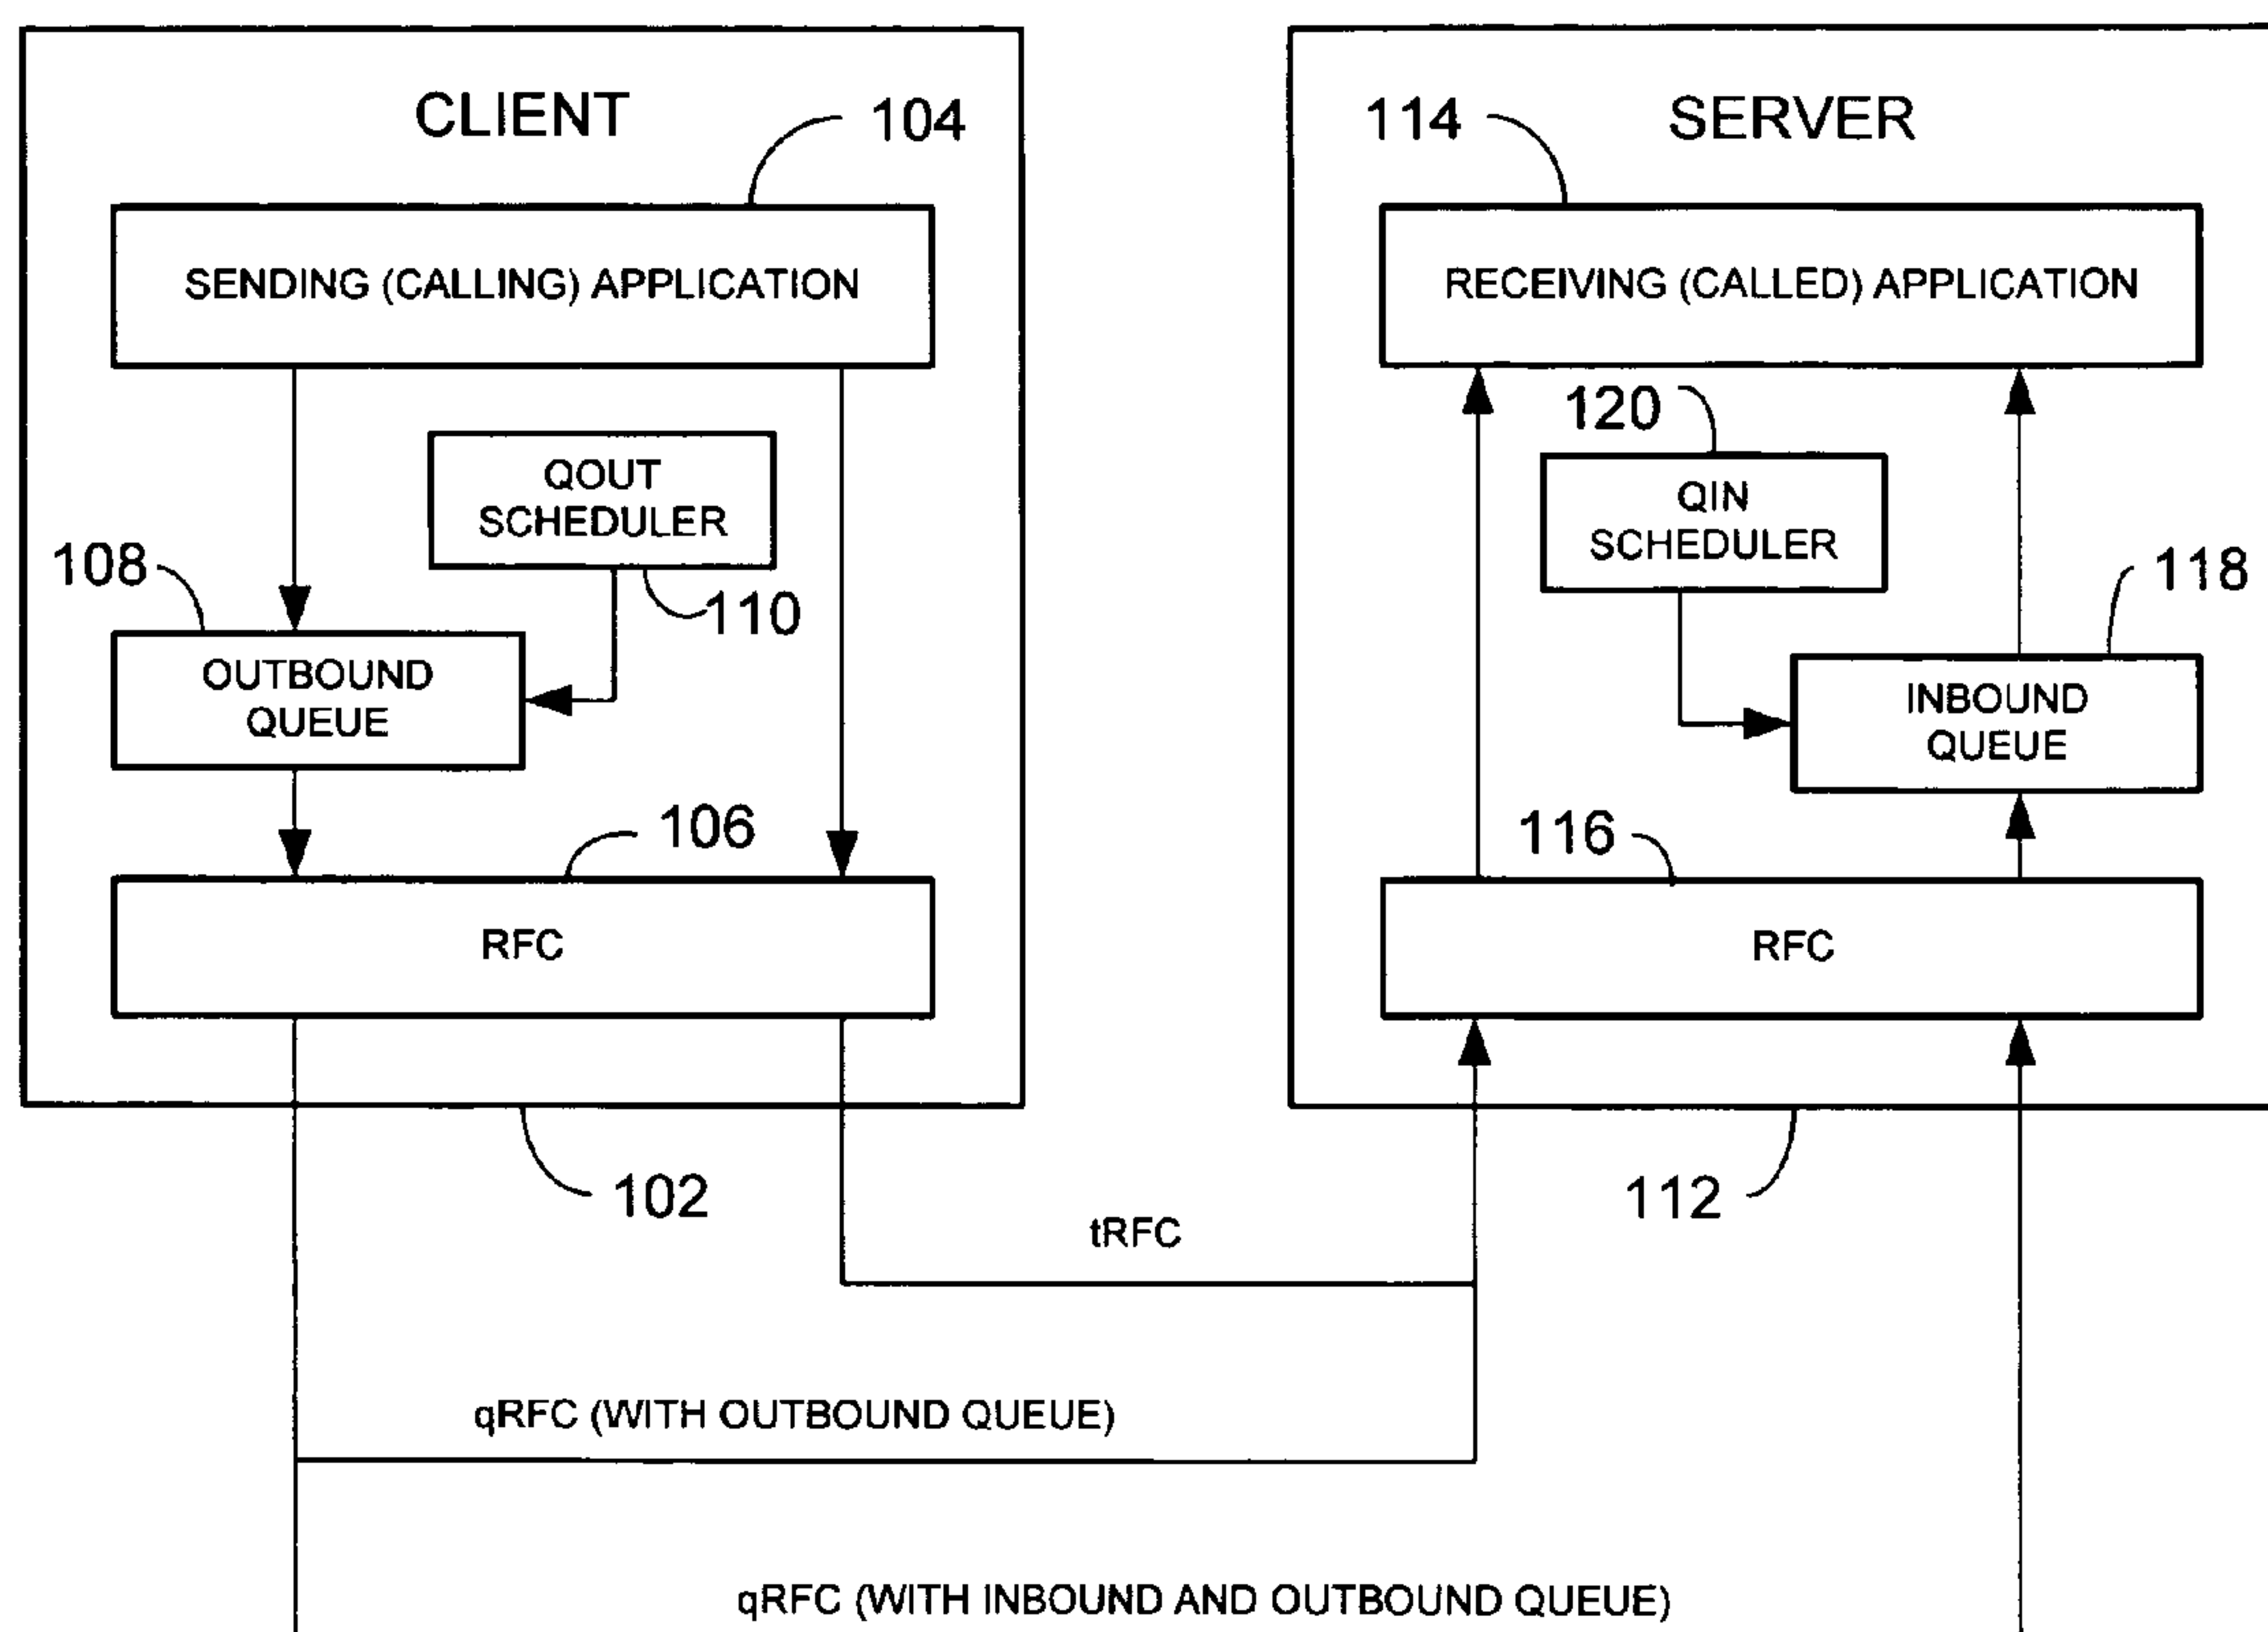 CLIENT
104
SENDING (CALLING) APPLICATION
QOUT
SCHEDULER
108
110
OUTBOUND
QUEUE
106
RFC
102
114
SERVER
RECEIVING (CALLED) APPLICATION
120
QIN
SCHEDULER
118
INBOUND
QUEUE
116
RFC
112
tRFC
qRFC (WITH OUTBOUND QUEUE)
qRFC (WITH INBOUND AND OUTBOUND QUEUE)